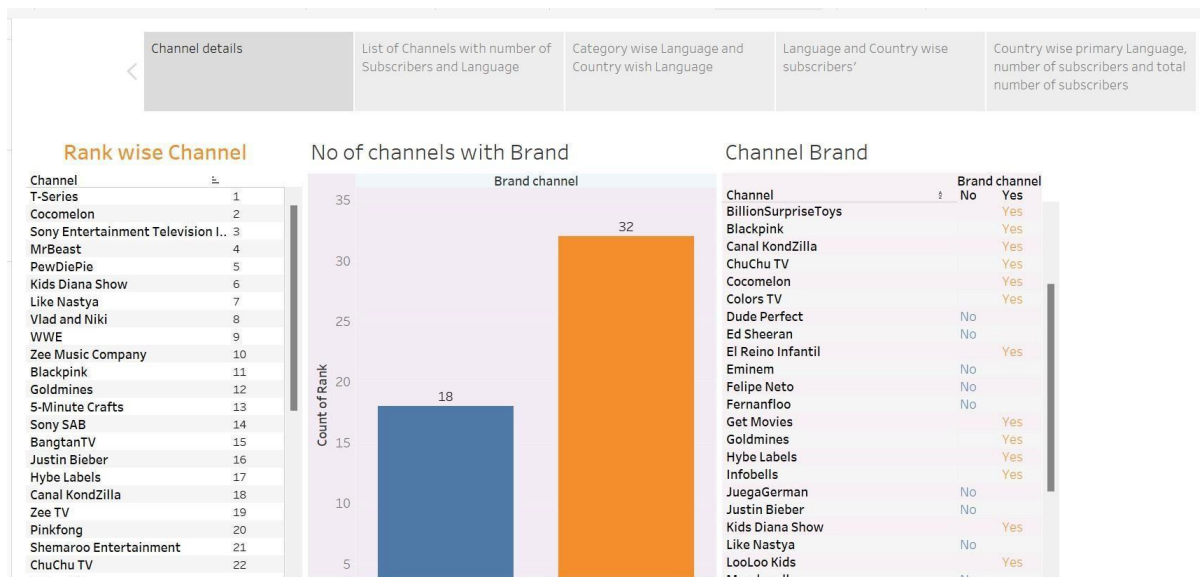 Channel details
List of Channels with number of
Subscribers and Language
Category wise Language and
Country wish Language
Language and Country wise
subscribers'
Country wise primary Language,
number of subscribers and total
number of subscribers
Rank wise Channel
Channel
T-Series 1
Cocomelon 2
Sony Entertainment Television I.. 3
MrBeast 4
PewDiePie 5
Kids Diana Show 6
Like Nastya 7
Vlad and Niki 8
WWE 9
Zee Music Company 10
Blackpink 11
Goldmines 12
5-Minute Crafts 13
Sony SAB 14
BangtanTV 15
Justin Bieber 16
Hybe Labels 17
Canal KondZilla 18
Zee TV 19
Pinkfong 20
Shemaroo Entertainment 21
ChuChu TV 22
No of channels with Brand
Brand channel
35
30
25
20
15
10
5
Count of Rank
18
32
Channel Brand
Brand channel
Channel No Yes
BillionSurpriseToys Yes
Blackpink Yes
Canal KondZilla Yes
ChuChu TV Yes
Cocomelon Yes
Colors TV Yes
Dude Perfect No
Ed Sheeran No
El Reino Infantil Yes
Eminem No
Felipe Neto No
Fernanfloo No
Get Movies Yes
Goldmines Yes
Hybe Labels Yes
Infobells Yes
JuegaGerman No
Justin Bieber No
Kids Diana Show Yes
Like Nastya No
LooLoo Kids Yes